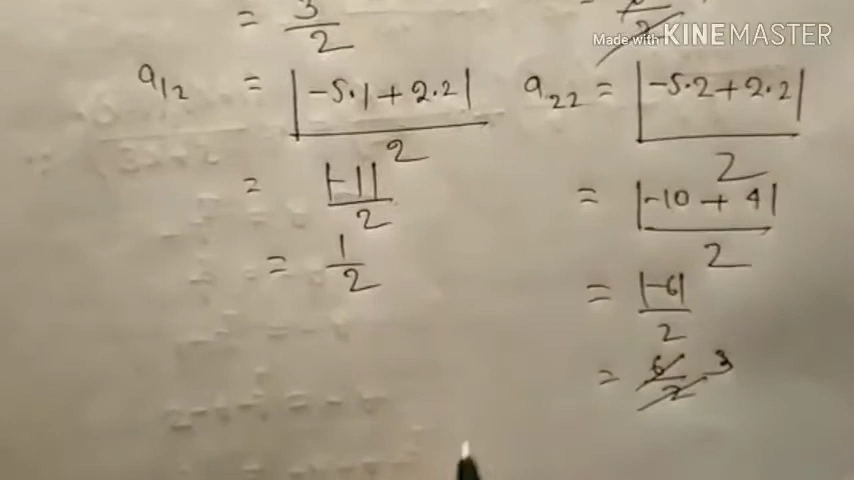 = 3/2
Made with KINEMASTER
a₁₂ = |-5.1+2.2|/2
= |-1|/2
= 1/2
a₂₂ = |-5.2+2.2|/2
= |-10 + 4|/2
= |-6|/2
= 6/2 3